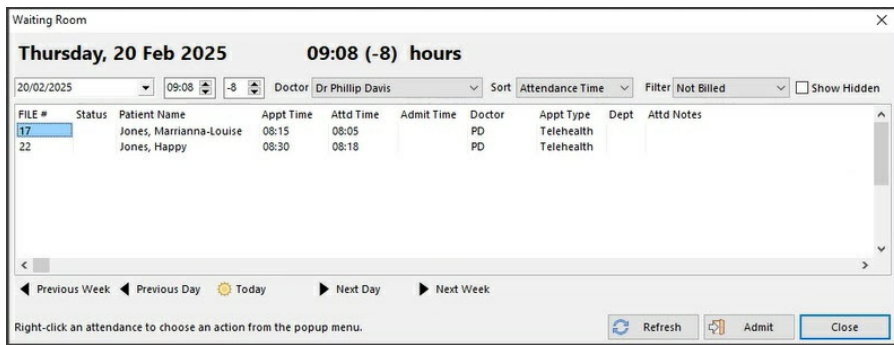 Waiting Room
Thursday, 20 Feb 2025 09:08 (-8) hours
20/02/2025 09:08 -8 Doctor Dr Phillip Davis Sort Attendance Time Filter Not Billed Show Hidden
FILE # Status Patient Name Appt Time Attd Time Admit Time Doctor Appt Type Dept Attd Notes
17 Jones, Marrianna-Louise 08:15 08:05 PD Telehealth
22 Jones, Happy 08:30 08:18 PD Telehealth
Previous Week Previous Day Today Next Day Next Week
Right-click an attendance to choose an action from the popup menu. Refresh Admit Close